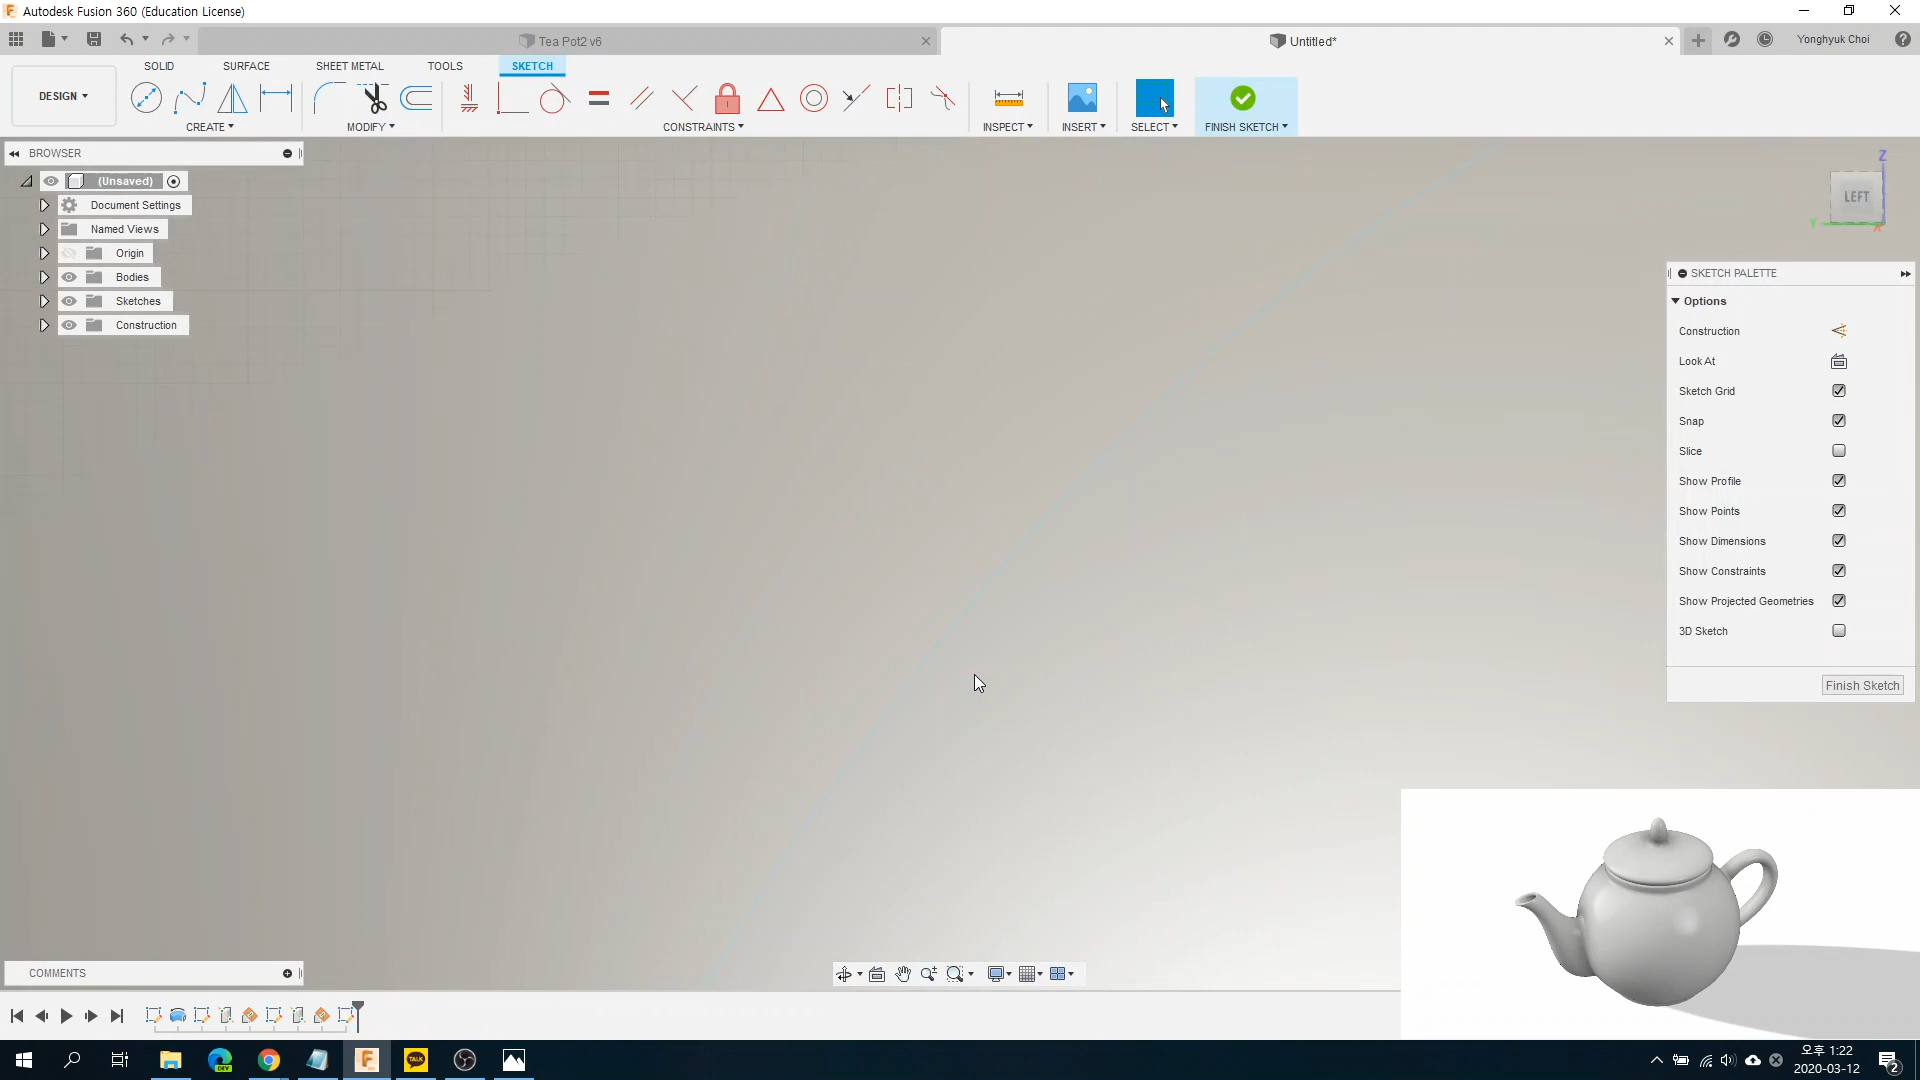 Autodesk Fusion 360 (Education License)
Tea Pot2 v6
Untitled*
Yonghyuk Choi
SOLID
SURFACE
SHEET METAL
TOOLS
SKETCH
DESIGN
CREATE
MODIFY
CONSTRAINTS
INSPECT
INSERT
SELECT
FINISH SKETCH
BROWSER
(Unsaved)
Document Settings
Named Views
Origin
Bodies
Sketches
Construction
Z
LEFT
Y
X
SKETCH PALETTE
Options
Construction
Look At
Sketch Grid
Snap
Slice
Show Profile
Show Points
Show Dimensions
Show Constraints
Show Projected Geometries
3D Sketch
Finish Sketch
COMMENTS
DEV
TALK
오후 1:22
2020-03-12
2